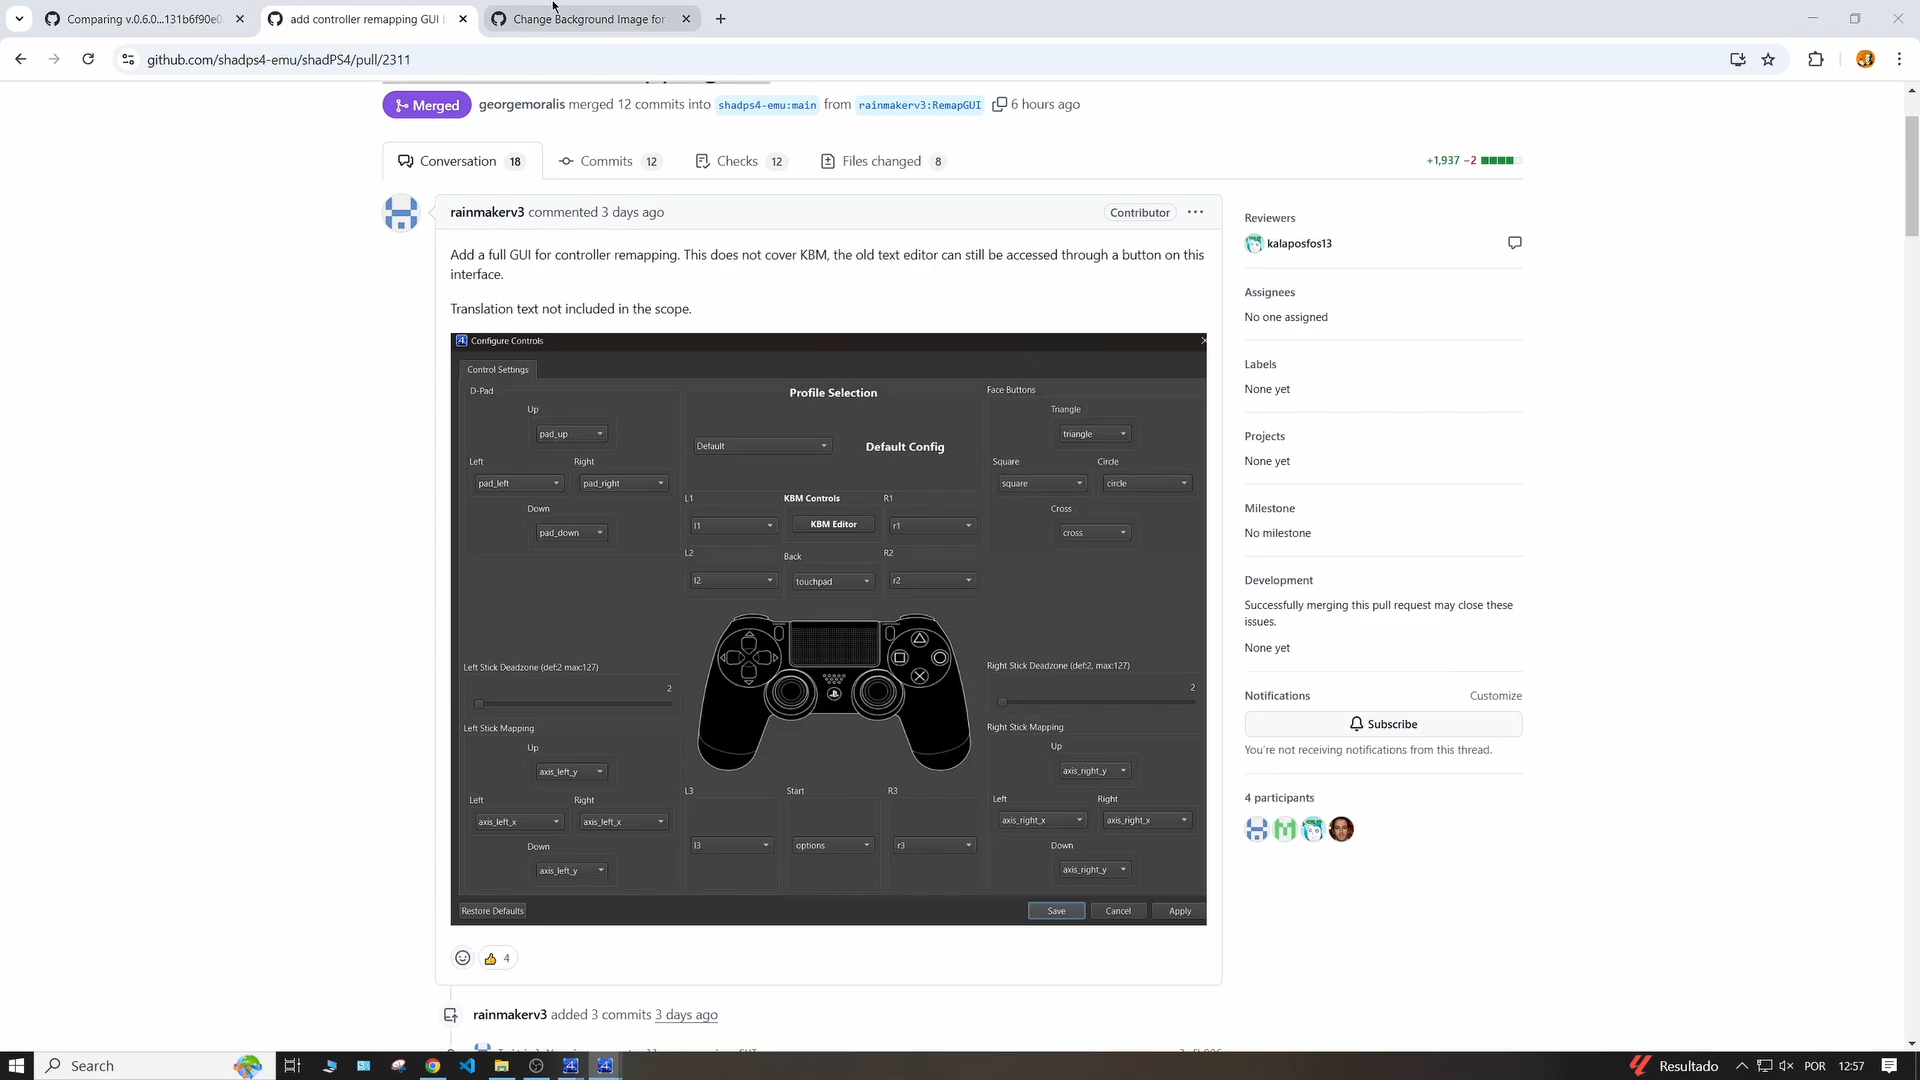 Comparing v.0.6.0...131b6f90e
add controller remapping GUI
Change Background Image for
github.com/shadps4-emu/shadPS4/pull/2311
Merged
georgemoralis merged 12 commits into shadps4-emu:main from rainmakerv3:RemapGUI 6 hours ago
Conversation 18
Commits 12
Checks 12
Files changed 8
+1,937 −2
rainmakerv3 commented 3 days ago
Contributor
Add a full GUI for controller remapping. This does not cover KBM, the old text editor can still be accessed through a button on this
interface.
Translation text not included in the scope.
Configure Controls
Control Settings
D-Pad
Up
pad_up
Left
Right
pad_left
pad_right
Down
pad_down
Profile Selection
Default
Default Config
L1
KBM Controls
R1
l1
KBM Editor
r1
L2
Back
R2
l2
touchpad
r2
Face Buttons
Triangle
triangle
Square
Circle
square
circle
Cross
cross
Left Stick Deadzone (def:2 max:127)
2
Left Stick Mapping
Up
axis_left_y
Left
Right
axis_left_x
axis_left_x
Down
axis_left_y
L3
Start
R3
l3
options
r3
Right Stick Deadzone (def:2, max:127)
2
Right Stick Mapping
Up
axis_right_y
Left
Right
axis_right_x
axis_right_x
Down
axis_right_y
Restore Defaults
Save
Cancel
Apply
4
rainmakerv3 added 3 commits 3 days ago
Reviewers
kalaposfos13
Assignees
No one assigned
Labels
None yet
Projects
None yet
Milestone
No milestone
Development
Successfully merging this pull request may close these
issues.
None yet
Notifications
Customize
Subscribe
You're not receiving notifications from this thread.
4 participants
Search
Resultado
POR
12:57